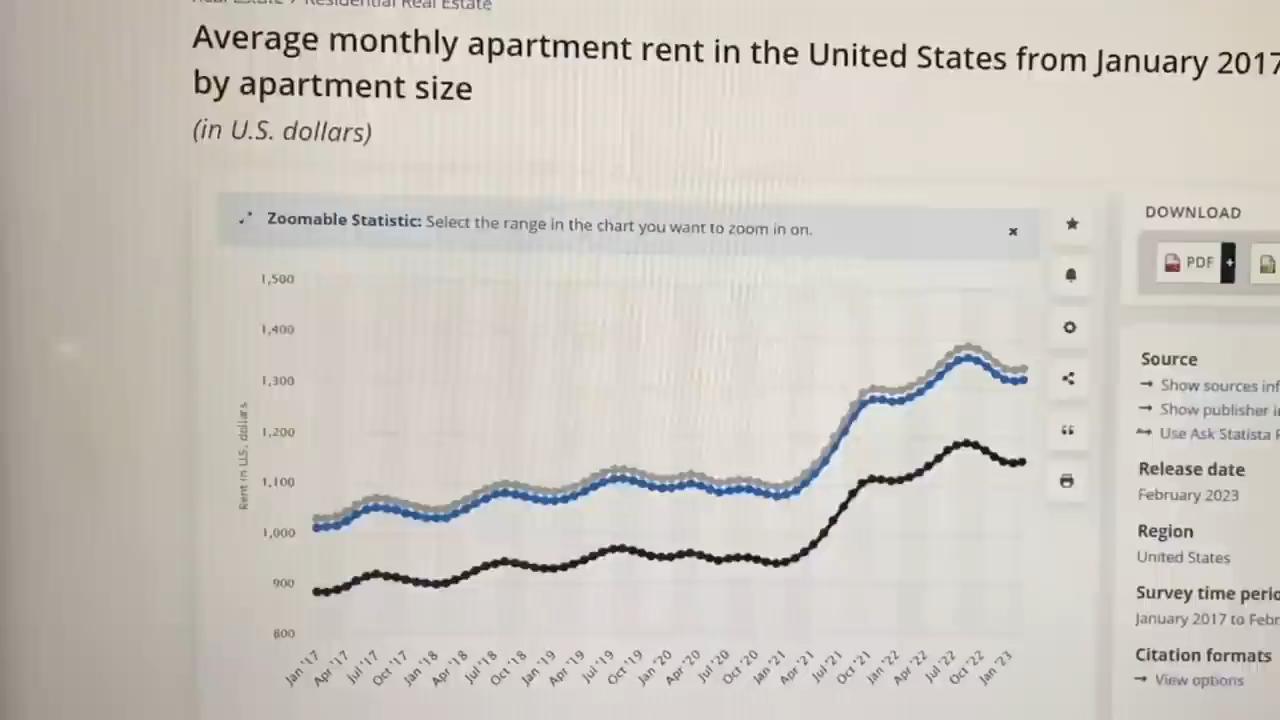 Residential Real Estate
Average monthly apartment rent in the United States from January 2017
by apartment size
(in U.S. dollars)
Zoomable Statistic: Select the range in the chart you want to zoom in on.
×
DOWNLOAD
PDF +
1,500
1,400
1,300
1,200
1,100
1,000
900
800
Rent in U.S. dollars
Jan '17
Apr '17
Jul '17
Oct '17
Jan '18
Apr '18
Jul '18
Oct '18
Jan '19
Apr '19
Jul '19
Oct '19
Jan '20
Apr '20
Jul '20
Oct '20
Jan '21
Apr '21
Jul '21
Oct '21
Jan '22
Apr '22
Jul '22
Oct '22
Jan '23
Source
→ Show sources inf
→ Show publisher i
→ Use Ask Statista R
Release date
February 2023
Region
United States
Survey time perio
January 2017 to Febr
Citation formats
→ View options